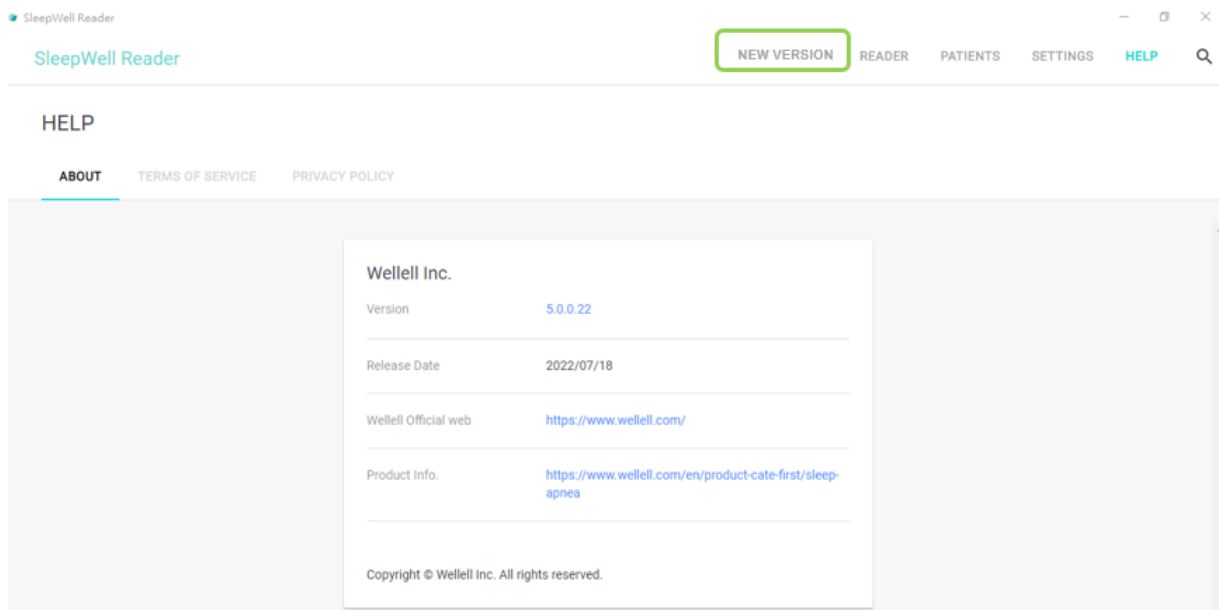 SleepWell Reader
SleepWell Reader
NEW VERSION
READER
PATIENTS
SETTINGS
HELP
HELP
ABOUT
TERMS OF SERVICE
PRIVACY POLICY
Wellell Inc.
Version 5.0.0.22
Release Date 2022/07/18
Wellell Official web https://www.wellell.com/
Product Info. https://www.wellell.com/en/product-cate-first/sleep-
apnea
Copyright © Wellell Inc. All rights reserved.